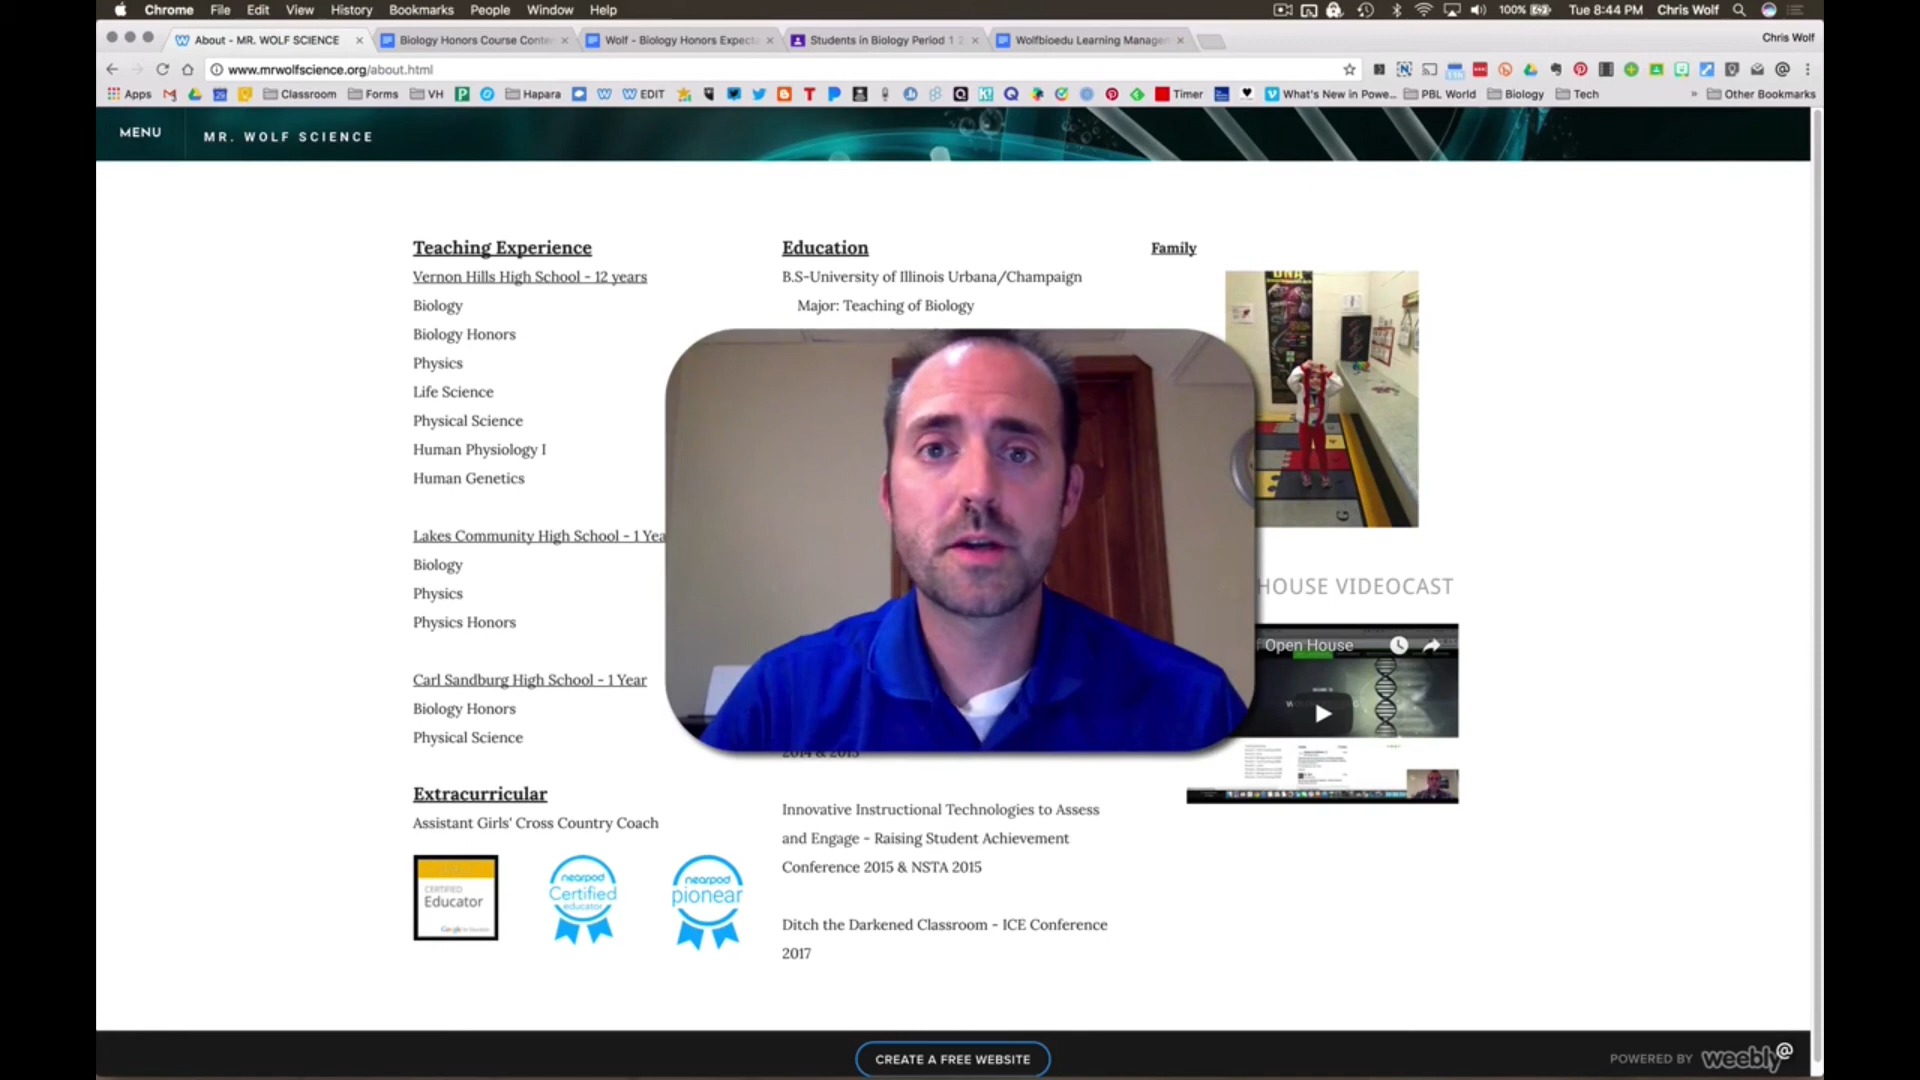 Chrome File Edit View History Bookmarks People Window Help
100% Tue 8:44 PM Chris Wolf
About - MR. WOLF SCIENCE
Biology Honors Course Conte
Wolf - Biology Honors Expecta
Students in Biology Period 1 2
Wolfbioedu Learning Manage
Chris Wolf
www.mrwolfscience.org/about.html
Apps Classroom Forms VH Hapara EDIT Timer What's New in Powe... PBL World Biology Tech » Other Bookmarks
MENU
MR. WOLF SCIENCE
Teaching Experience
Vernon Hills High School - 12 years
Biology
Biology Honors
Physics
Life Science
Physical Science
Human Physiology I
Human Genetics
Lakes Community High School - 1 Yea
Biology
Physics
Physics Honors
Carl Sandburg High School - 1 Year
Biology Honors
Physical Science
Extracurricular
Assistant Girls' Cross Country Coach
CERTIFIED
Educator
nearpod
Certified
educator
nearpod
pionear
Education
B.S-University of Illinois Urbana/Champaign
Major: Teaching of Biology
2014 & 2015
Innovative Instructional Technologies to Assess
and Engage - Raising Student Achievement
Conference 2015 & NSTA 2015
Ditch the Darkened Classroom - ICE Conference
2017
Family
DNA
HOUSE VIDEOCAST
Open House
CREATE A FREE WEBSITE
POWERED BY weebly